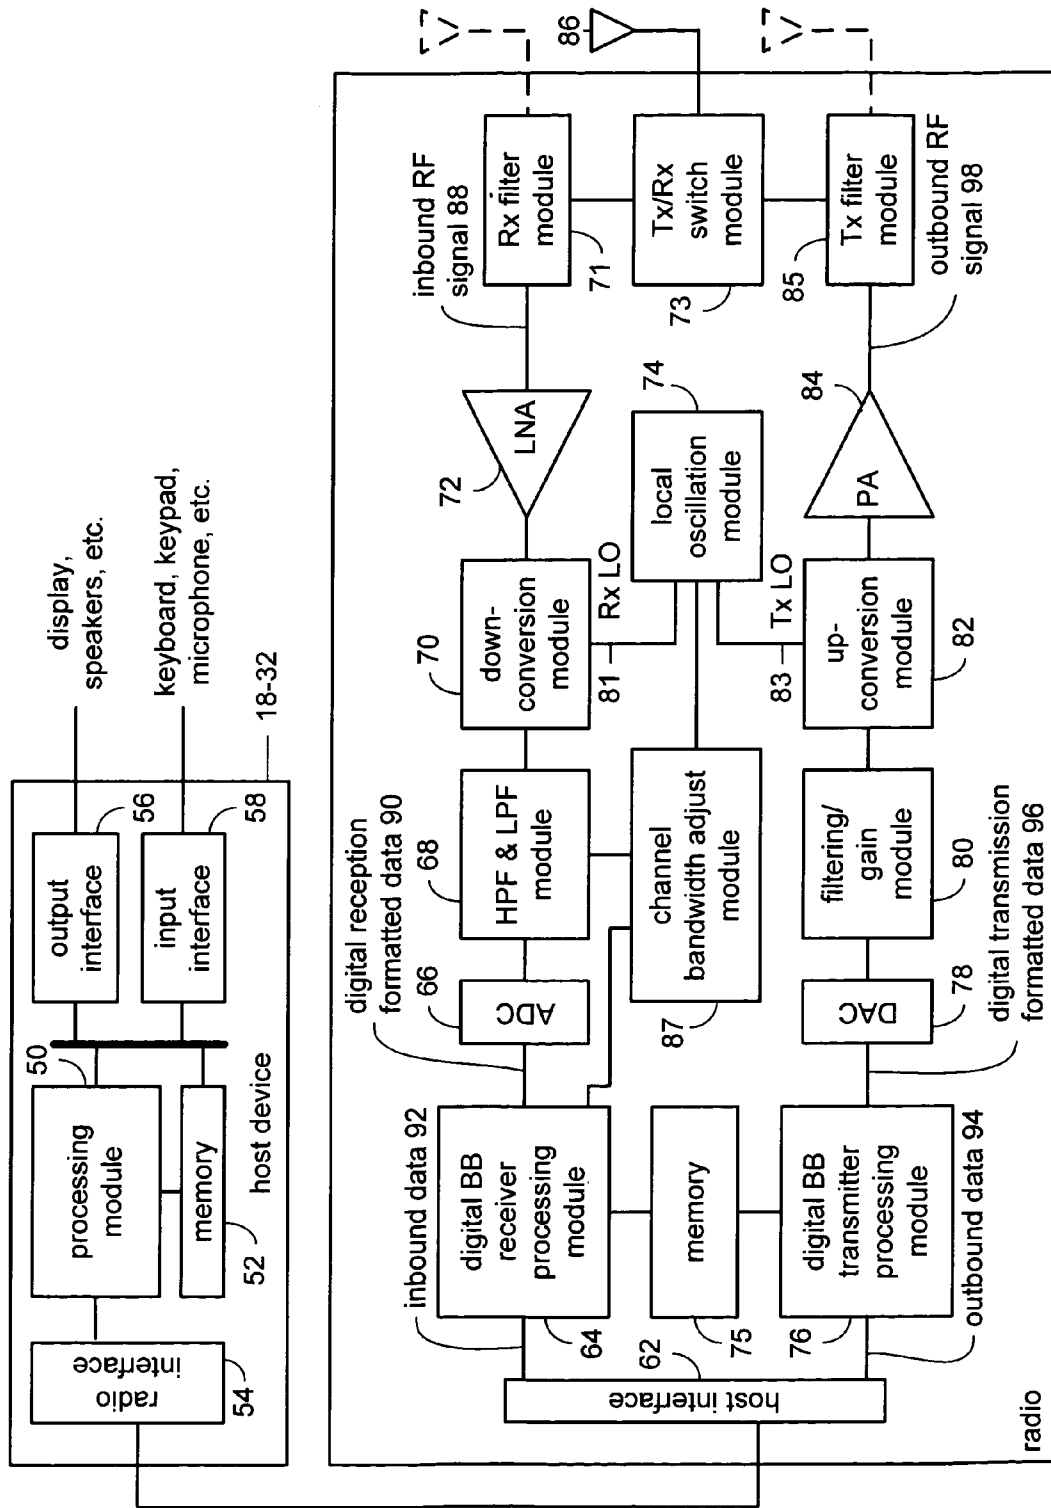 display,
speakers, etc.
keyboard, keypad,
microphone, etc.
18-32
output
interface
56
input
interface
58
50
processing
module
memory
52
host device
radio
interface
54
radio
host interface
62
inbound data 92
digital BB
receiver
processing
module
64
digital reception
formatted data 90
ADC
66
HPF & LPF
module
68
down-
conversion
module
70
LNA
72
inbound RF
signal 88
Rx filter
module
71
86
Tx/Rx
switch
module
73
local
oscillation
module
74
Rx LO
81
Tx LO
83
channel
bandwidth adjust
module
87
memory
75
digital BB
transmitter
processing
module
76
outbound data 94
digital transmission
formatted data 96
DAC
78
filtering/
gain
module
80
up-
conversion
module
82
PA
84
outbound RF
signal 98
Tx filter
module
85